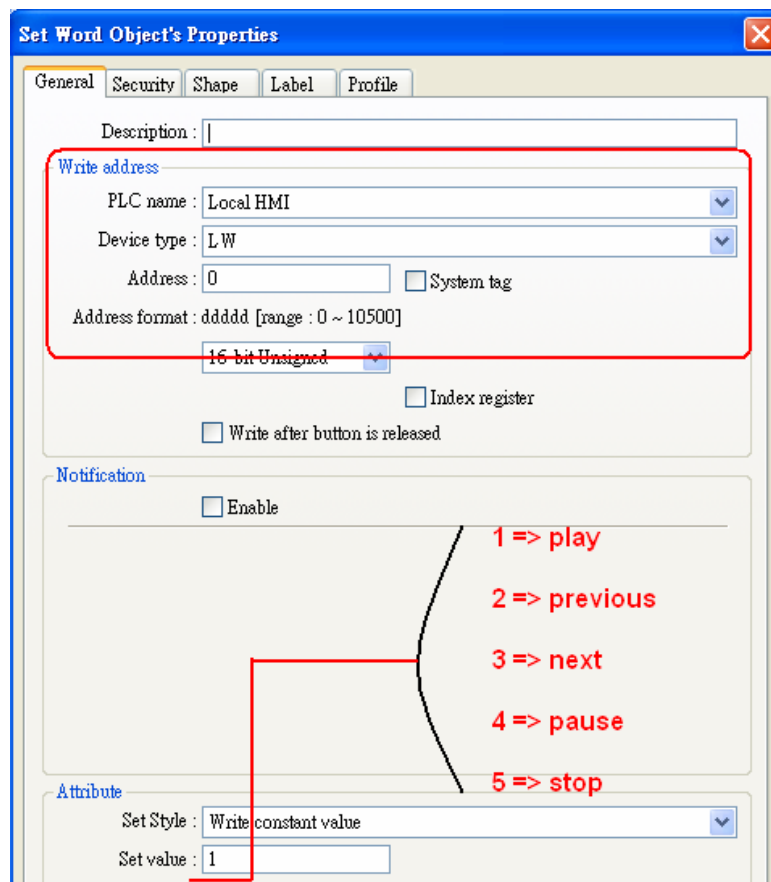 Set Word Object's Properties
General Security Shape Label Profile
Description :
Write address
PLC name : Local HMI
Device type : LW
Address : 0 System tag
Address format : ddddd [range : 0 ~ 10500]
16-bit Unsigned
Index register
Write after button is released
Notification
Enable
1 => play
2 => previous
3 => next
4 => pause
5 => stop
Attribute
Set Style : Write constant value
Set value : 1